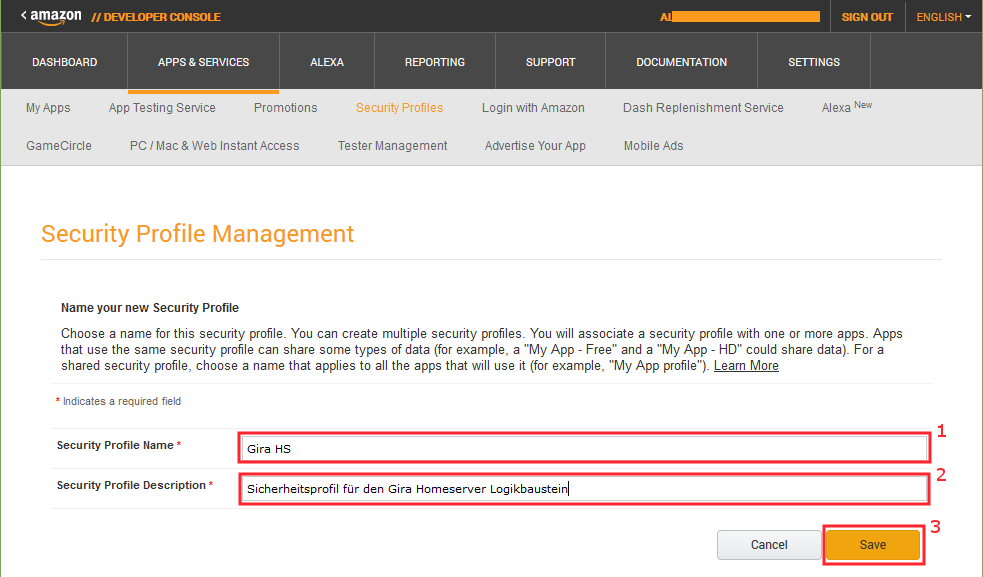 < amazon // DEVELOPER CONSOLE AL SIGN OUT ENGLISH
DASHBOARD APPS & SERVICES ALEXA REPORTING SUPPORT DOCUMENTATION SETTINGS
My Apps App Testing Service Promotions Security Profiles Login with Amazon Dash Replenishment Service Alexa New
GameCircle PC / Mac & Web Instant Access Tester Management Advertise Your App Mobile Ads
Security Profile Management
Name your new Security Profile
Choose a name for this security profile. You can create multiple security profiles. You will associate a security profile with one or more apps. Apps
that use the same security profile can share some types of data (for example, a "My App - Free" and a "My App - HD" could share data). For a
shared security profile, choose a name that applies to all the apps that will use it (for example, "My App profile"). Learn More
* Indicates a required field
Security Profile Name * Gira HS 1
Security Profile Description * Sicherheitsprofil für den Gira Homeserver Logikbaustein 2
Cancel Save 3